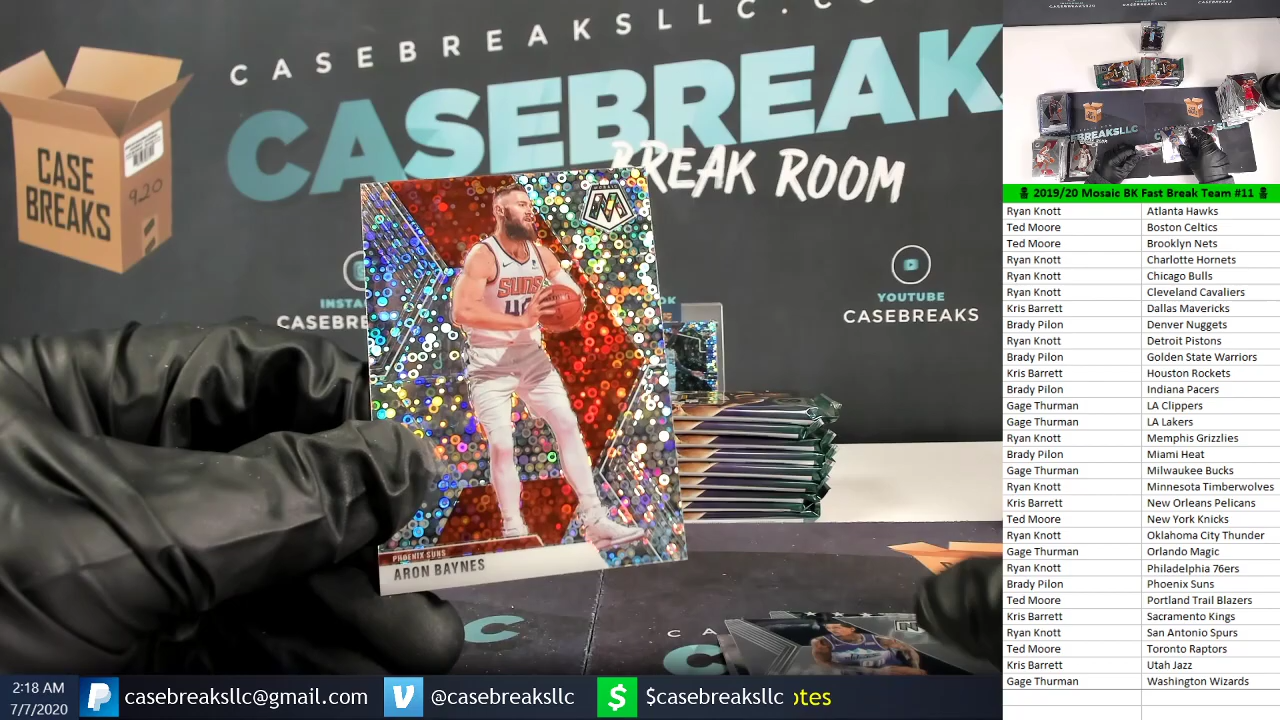 CASEBREAKSLLC.CO
CASEBREAK
BREAK ROOM
CASE
BREAKS
920
INSTA
CASEBRE
OK
YOUTUBE
CASEBREAKS
SUNS
MOSAIC
PHOENIX SUNS
ARON BAYNES
C
CA
C
2:18 AM
7/7/2020
casebreaksllc@gmail.com
@casebreaksllc
$casebreaksllc
otes
2019/20 Mosaic BK Fast Break Team #11
Ryan Knott Atlanta Hawks
Ted Moore Boston Celtics
Ted Moore Brooklyn Nets
Ryan Knott Charlotte Hornets
Ryan Knott Chicago Bulls
Ryan Knott Cleveland Cavaliers
Kris Barrett Dallas Mavericks
Brady Pilon Denver Nuggets
Ryan Knott Detroit Pistons
Brady Pilon Golden State Warriors
Kris Barrett Houston Rockets
Brady Pilon Indiana Pacers
Gage Thurman LA Clippers
Gage Thurman LA Lakers
Ryan Knott Memphis Grizzlies
Brady Pilon Miami Heat
Gage Thurman Milwaukee Bucks
Ryan Knott Minnesota Timberwolves
Kris Barrett New Orleans Pelicans
Ted Moore New York Knicks
Ryan Knott Oklahoma City Thunder
Gage Thurman Orlando Magic
Ryan Knott Philadelphia 76ers
Brady Pilon Phoenix Suns
Ted Moore Portland Trail Blazers
Kris Barrett Sacramento Kings
Ryan Knott San Antonio Spurs
Ted Moore Toronto Raptors
Kris Barrett Utah Jazz
Gage Thurman Washington Wizards